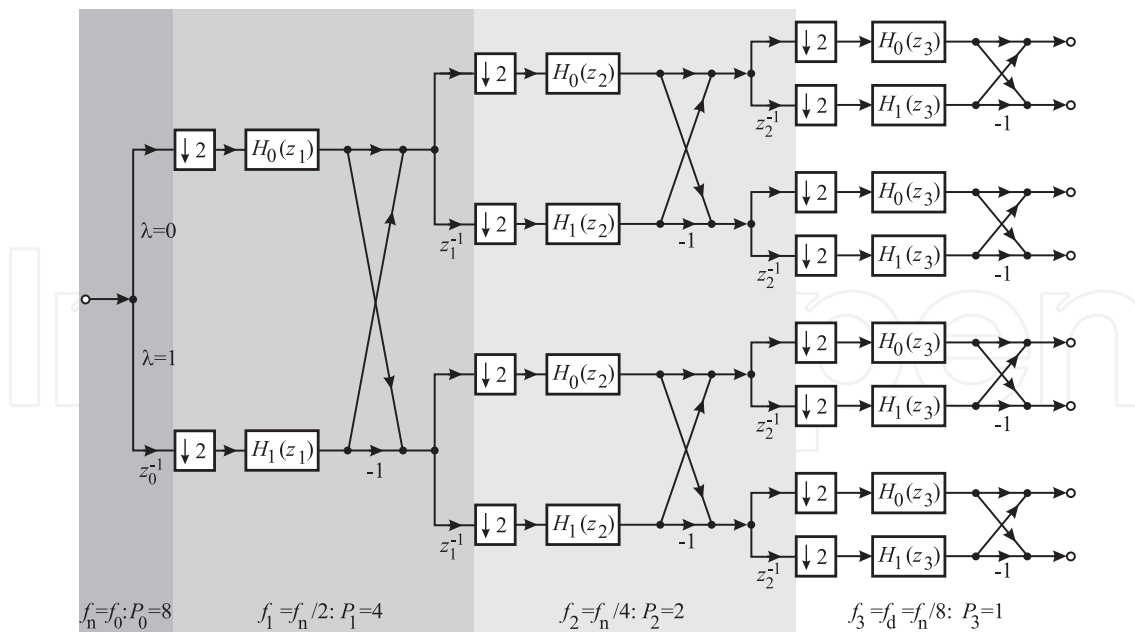 ↓2 H₀(z₃)
↓2 H₁(z₃)
z₂⁻¹ -1
↓2 H₀(z₂)
↓2 H₀(z₁)
↓2 H₀(z₃)
λ=0
z₁⁻¹ ↓2 H₁(z₂) -1
z₂⁻¹ ↓2 H₁(z₃) -1
λ=1
↓2 H₀(z₃)
↓2 H₀(z₂)
↓2 H₁(z₃)
z₂⁻¹ -1
z₀⁻¹ ↓2 H₁(z₁) -1
↓2 H₀(z₃)
z₁⁻¹ ↓2 H₁(z₂) -1
z₂⁻¹ ↓2 H₁(z₃) -1
fₙ=f₀:P₀=8 f₁=fₙ/2: P₁=4 f₂=fₙ/4: P₂=2 f₃=f_d=fₙ/8: P₃=1